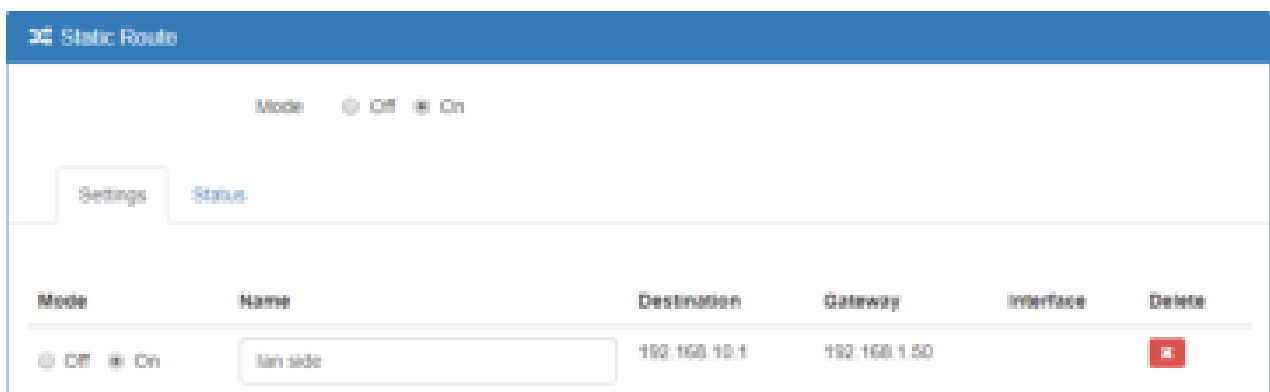 Static Route
Mode Off On
Settings Status
Mode Name Destination Gateway Interface Delete
Off On lan side 192.168.10.1 192.168.1.50